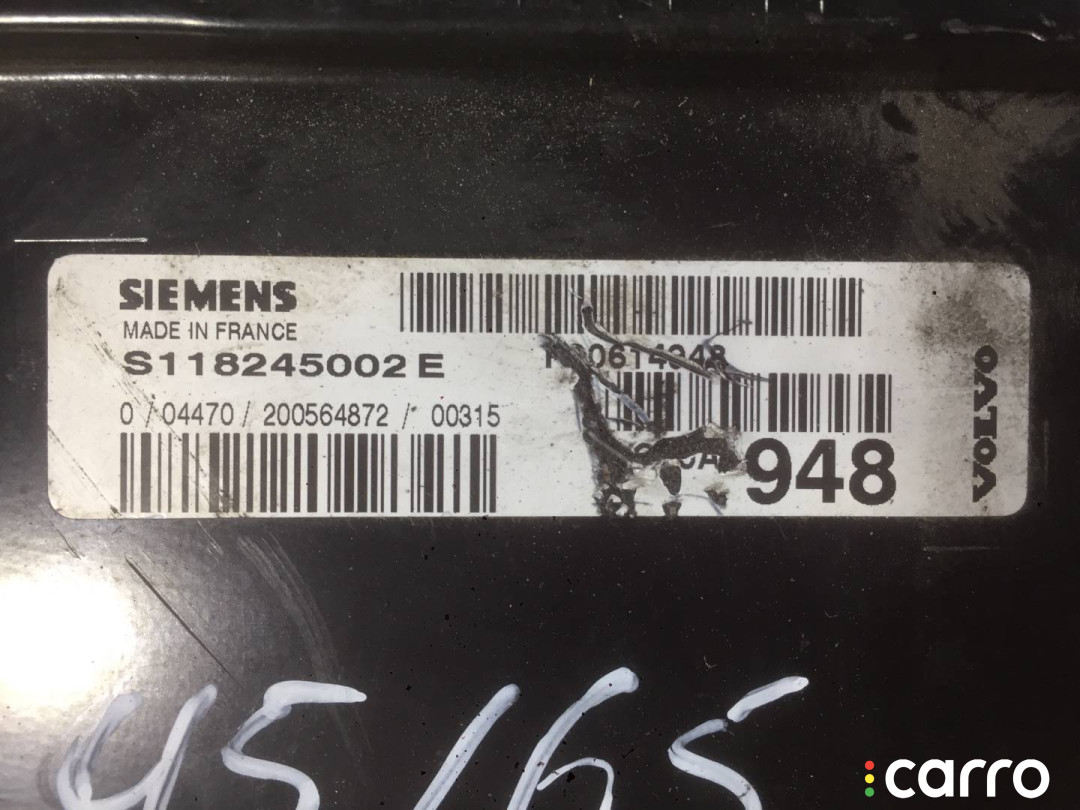 SIEMENS
MADE IN FRANCE
S118245002 E
0 / 04470 / 200564872 / 00315
948
VOLVO
45165
carro